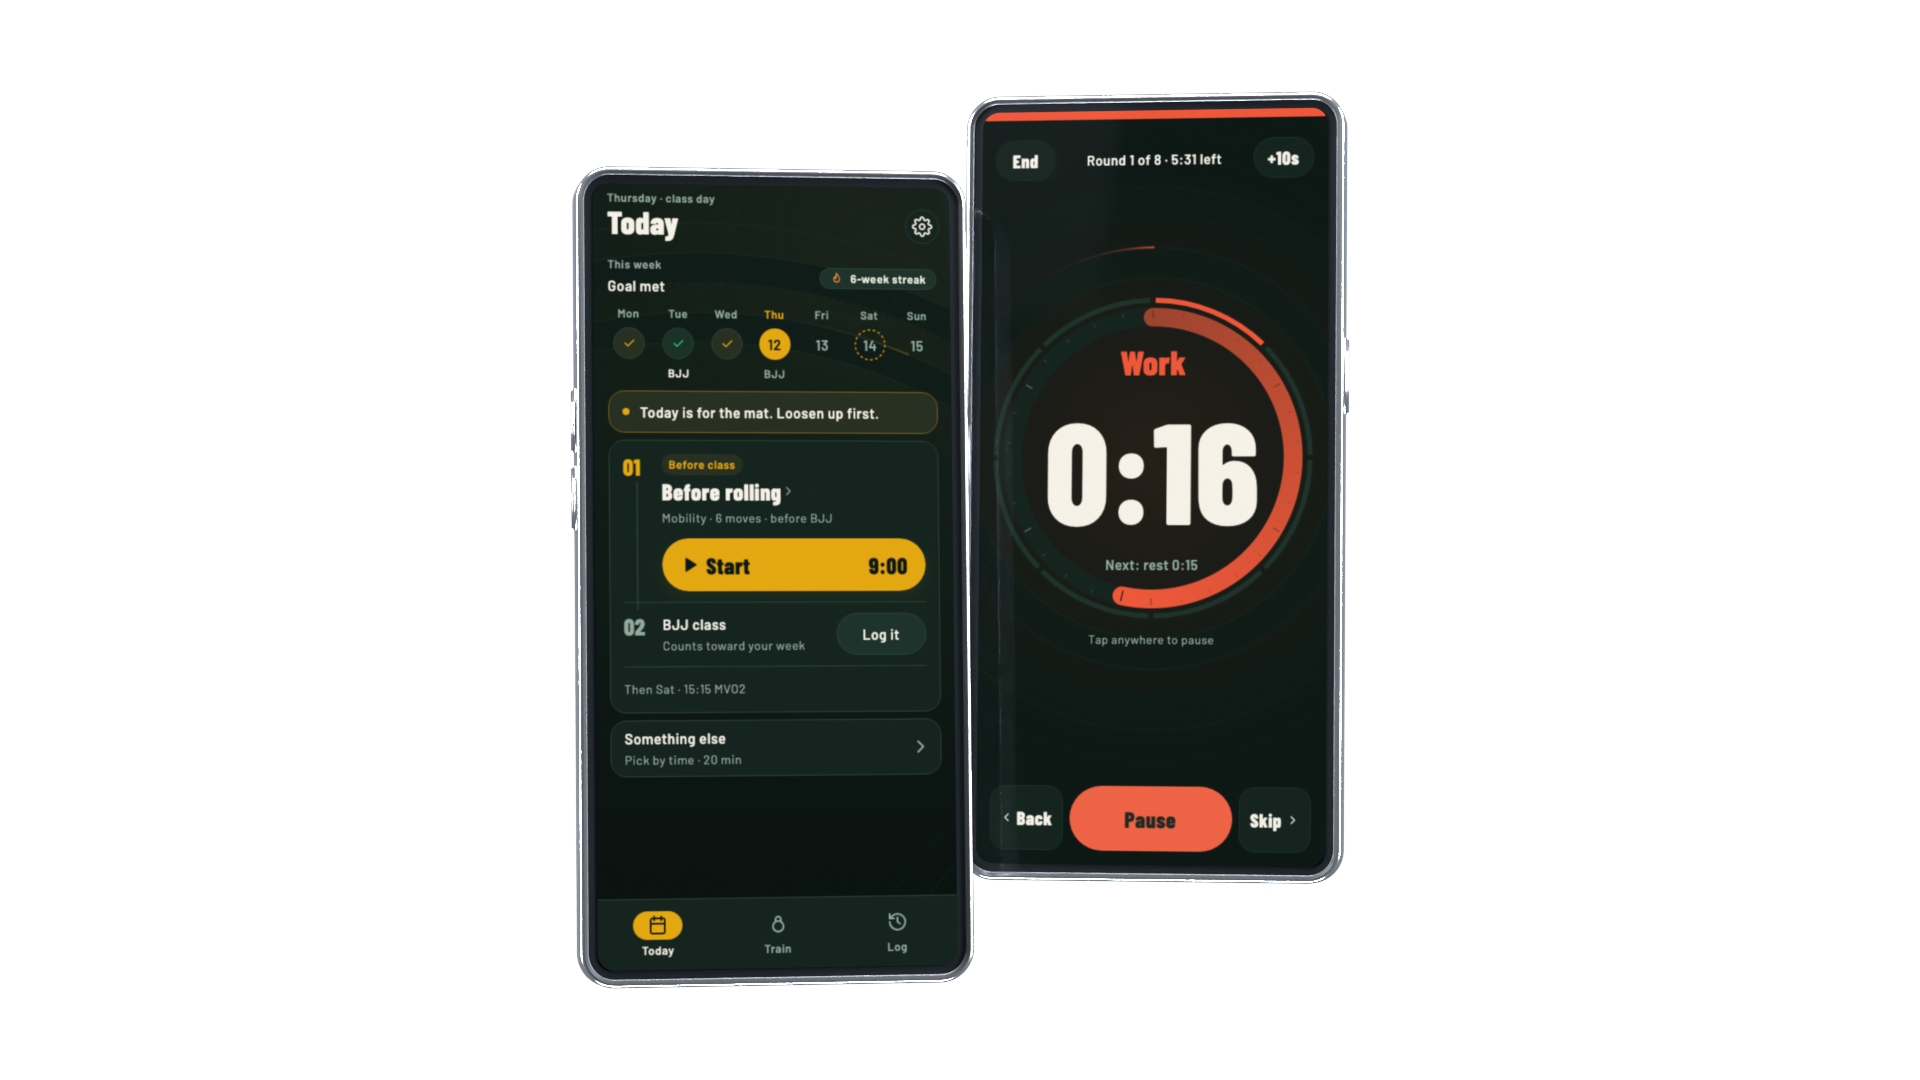 Thursday · class day
Today
This week
Goal met
6-week streak
Mon Tue Wed Thu Fri Sat Sun
12 13 14 15
BJJ BJJ
Today is for the mat. Loosen up first.
01
Before class
Before rolling
Mobility · 6 moves · before BJJ
Start 9:00
02
BJJ class
Counts toward your week
Log it
Then Sat · 15:15 MVO2
Something else
Pick by time · 20 min
Today Train Log
End
Round 1 of 8 · 5:31 left
+10s
Work
0:16
Next: rest 0:15
Tap anywhere to pause
Back
Pause
Skip